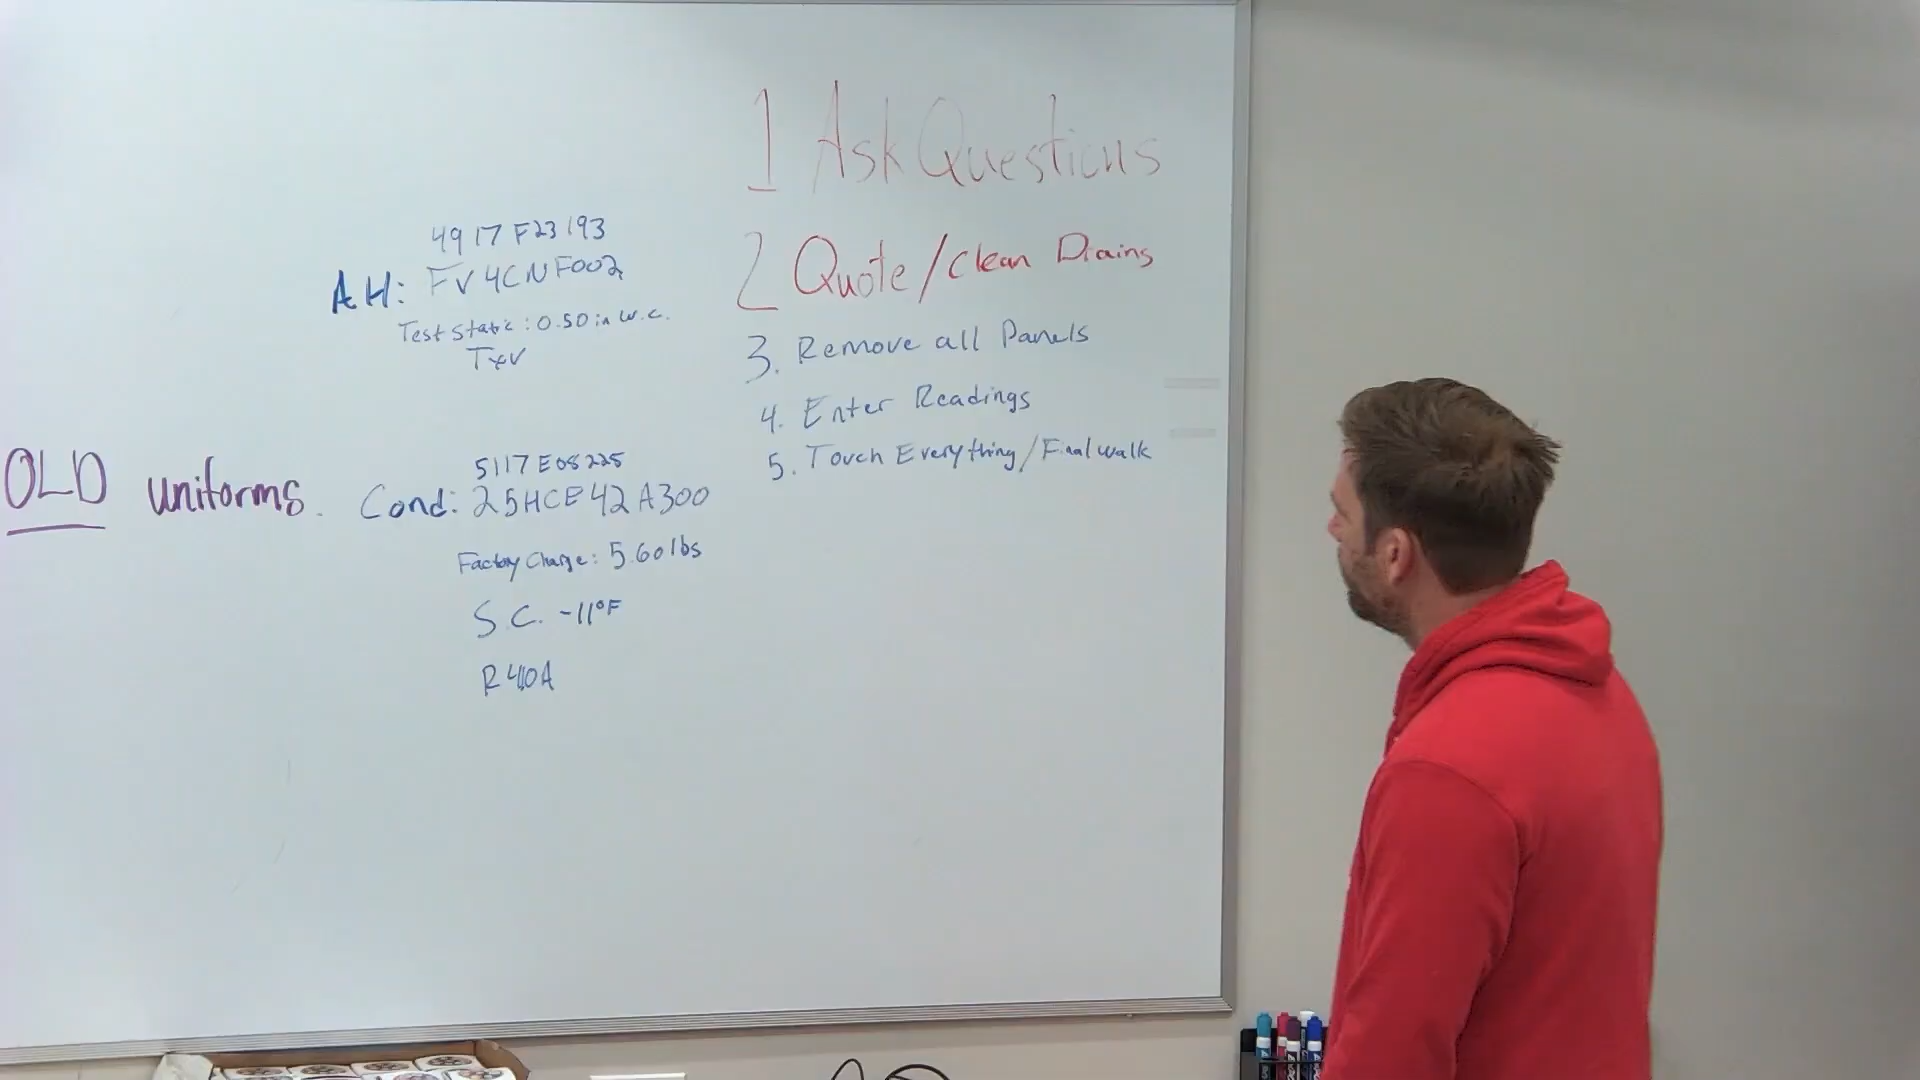 1 Ask Questions
2 Quote/Clean Drains
3. Remove all Panels
4. Enter Readings
5. Touch Everything/Final walk
4917F23193
AH: FV4CNF002
Test Static: 0.50 in w.c.
TXV
OLD uniforms.
5117E08225
Cond: 25HCE42A300
Factory Charge: 5.60 lbs
S.C. -11°F
R410A